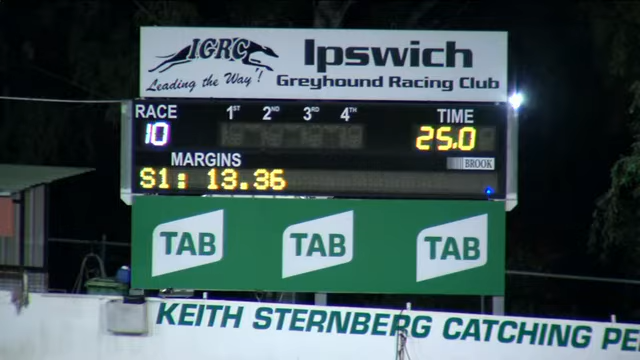 IGRC
Leading the Way!
Ipswich
Greyhound Racing Club
RACE 1ST 2ND 3RD 4TH TIME
10 25.0
MARGINS BROOK
S1: 13.36
TAB TAB TAB
KEITH STERNBERG CATCHING PE